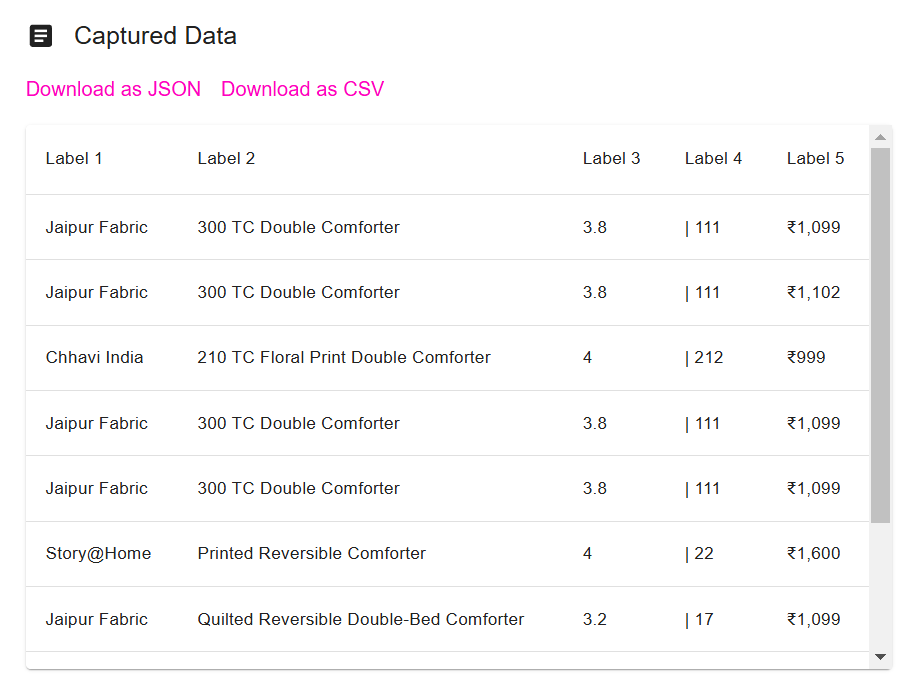 Captured Data
Download as JSON Download as CSV
Label 1 Label 2 Label 3 Label 4 Label 5
Jaipur Fabric 300 TC Double Comforter 3.8 | 111 ₹1,099
Jaipur Fabric 300 TC Double Comforter 3.8 | 111 ₹1,102
Chhavi India 210 TC Floral Print Double Comforter 4 | 212 ₹999
Jaipur Fabric 300 TC Double Comforter 3.8 | 111 ₹1,099
Jaipur Fabric 300 TC Double Comforter 3.8 | 111 ₹1,099
Story@Home Printed Reversible Comforter 4 | 22 ₹1,600
Jaipur Fabric Quilted Reversible Double-Bed Comforter 3.2 | 17 ₹1,099